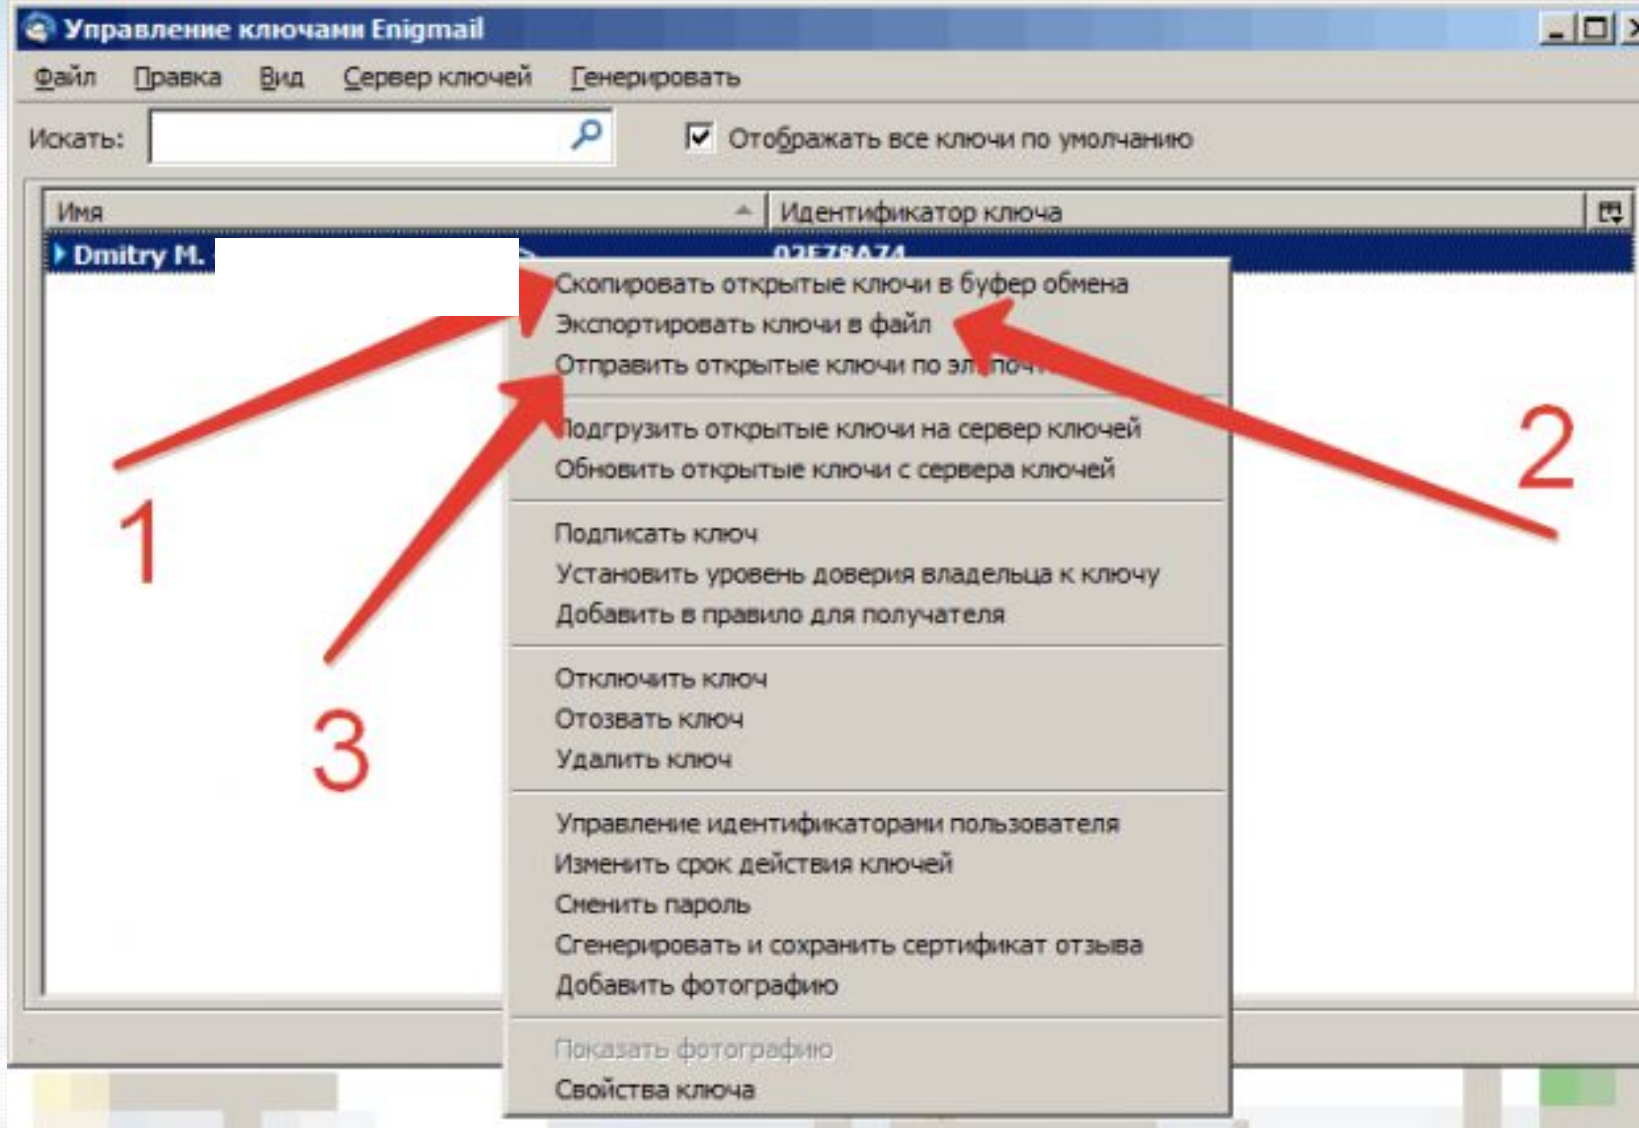 Управление ключами Enigmail
Файл Правка Вид Сервер ключей Генерировать
Искать: Отображать все ключи по умолчанию
Имя Идентификатор ключа
Dmitry M. 02E78A74
Скопировать открытые ключи в буфер обмена
Экспортировать ключи в файл
Отправить открытые ключи по эл.
Подгрузить открытые ключи на сервер ключей
Обновить открытые ключи с сервера ключей
Подписать ключ
Установить уровень доверия владельца к ключу
Добавить в правило для получателя
Отключить ключ
Отозвать ключ
Удалить ключ
Управление идентификаторами пользователя
Изменить срок действия ключей
Сменить пароль
Сгенерировать и сохранить сертификат отзыва
Добавить фотографию
Показать фотографию
Свойства ключа
1
2
3